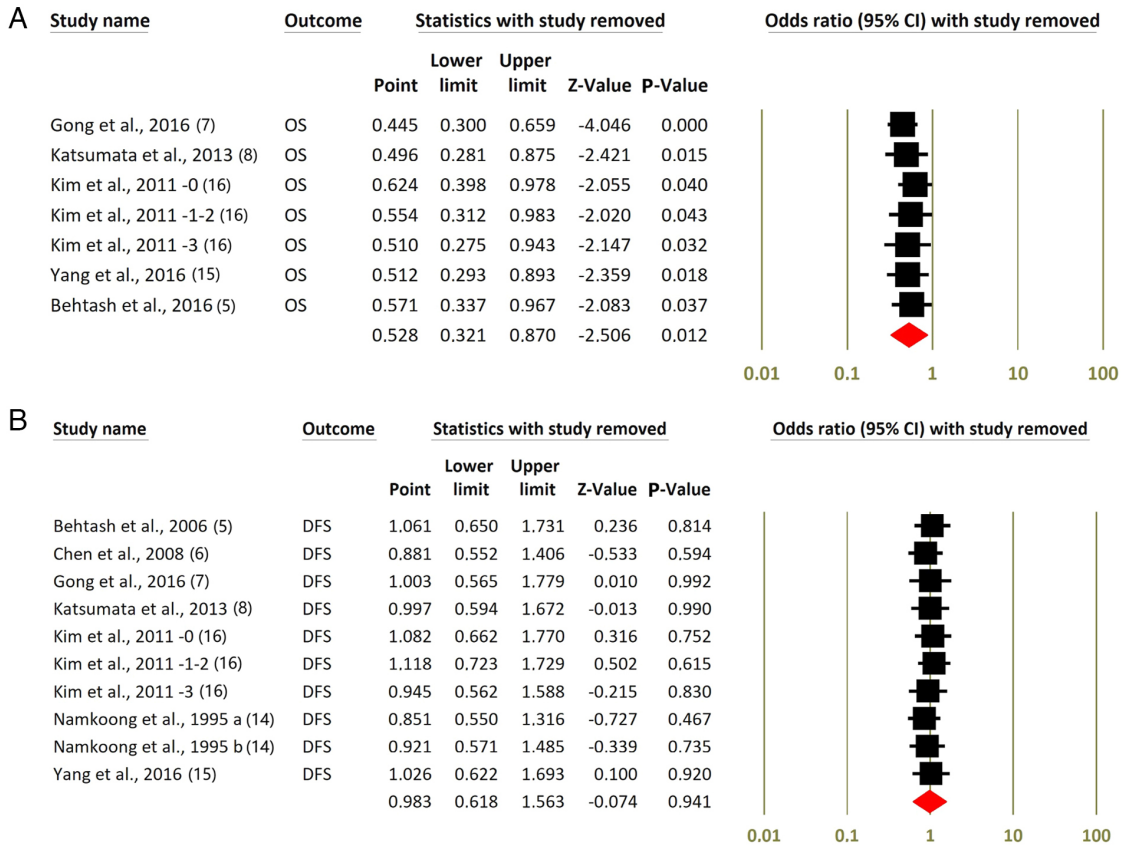 A
Study name Outcome Statistics with study removed Odds ratio (95% CI) with study removed
Lower Upper
Point limit limit Z-Value P-Value
Gong et al., 2016 (7) OS 0.445 0.300 0.659 -4.046 0.000
Katsumata et al., 2013 (8) OS 0.496 0.281 0.875 -2.421 0.015
Kim et al., 2011 -0 (16) OS 0.624 0.398 0.978 -2.055 0.040
Kim et al., 2011 -1-2 (16) OS 0.554 0.312 0.983 -2.020 0.043
Kim et al., 2011 -3 (16) OS 0.510 0.275 0.943 -2.147 0.032
Yang et al., 2016 (15) OS 0.512 0.293 0.893 -2.359 0.018
Behtash et al., 2016 (5) OS 0.571 0.337 0.967 -2.083 0.037
0.528 0.321 0.870 -2.506 0.012
0.01 0.1 1 10 100
B
Study name Outcome Statistics with study removed Odds ratio (95% CI) with study removed
Lower Upper
Point limit limit Z-Value P-Value
Behtash et al., 2006 (5) DFS 1.061 0.650 1.731 0.236 0.814
Chen et al., 2008 (6) DFS 0.881 0.552 1.406 -0.533 0.594
Gong et al., 2016 (7) DFS 1.003 0.565 1.779 0.010 0.992
Katsumata et al., 2013 (8) DFS 0.997 0.594 1.672 -0.013 0.990
Kim et al., 2011 -0 (16) DFS 1.082 0.662 1.770 0.316 0.752
Kim et al., 2011 -1-2 (16) DFS 1.118 0.723 1.729 0.502 0.615
Kim et al., 2011 -3 (16) DFS 0.945 0.562 1.588 -0.215 0.830
Namkoong et al., 1995 a (14) DFS 0.851 0.550 1.316 -0.727 0.467
Namkoong et al., 1995 b (14) DFS 0.921 0.571 1.485 -0.339 0.735
Yang et al., 2016 (15) DFS 1.026 0.622 1.693 0.100 0.920
0.983 0.618 1.563 -0.074 0.941
0.01 0.1 1 10 100